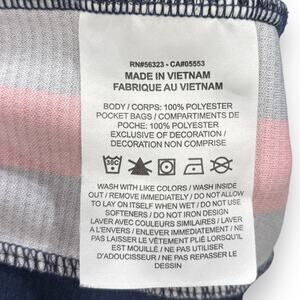 RN#56323 - CA#05553
MADE IN VIETNAM
FABRIQUE AU VIETNAM
BODY / CORPS: 100% POLYESTER
POCKET BAGS / COMPARTIMENTS DE
POCHE: 100% POLYESTER
EXCLUSIVE OF DECORATION /
DECORATION NON COMPRISE
WASH WITH LIKE COLORS / WASH INSIDE
OUT / REMOVE IMMEDIATELY / DO NOT ALLOW
TO LAY ON ITSELF WHEN WET / DO NOT USE
SOFTENERS / DO NOT IRON DESIGN
LAVER AVEC COULEURS SIMILAIRES / LAVER
A L'ENVERS / ENLEVER IMMEDIATEMENT / NE
PAS LAISSER LE VÊTEMENT PLIÉ LORSQU'IL
EST MOUILLÉ / NE PAS UTILISER
D'ADOUCISSEUR / NE PAS REPASSER LE
DESSIN